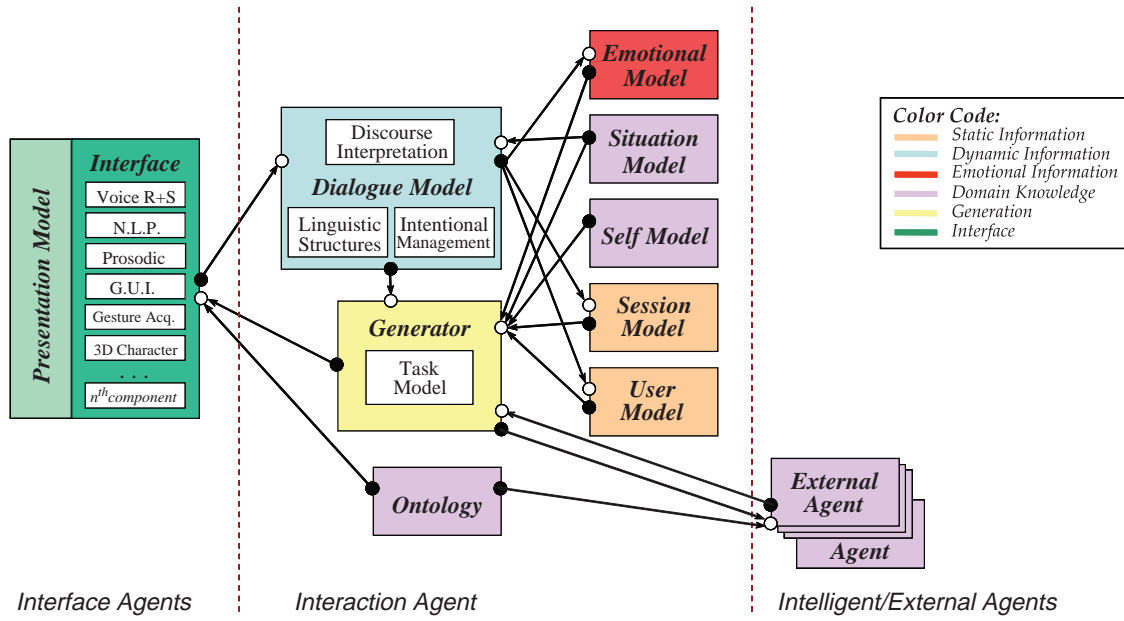 Presentation Model
Interface
Voice R+S
N.L.P.
Prosodic
G.U.I.
Gesture Acq.
3D Character
. . .
nth component
Discourse
Interpretation
Dialogue Model
Linguistic
Structures
Intentional
Management
Generator
Task
Model
Ontology
Emotional
Model
Situation
Model
Self Model
Session
Model
User
Model
External
Agent
Agent
Color Code:
Static Information
Dynamic Information
Emotional Information
Domain Knowledge
Generation
Interface
Interface Agents
Interaction Agent
Intelligent/External Agents